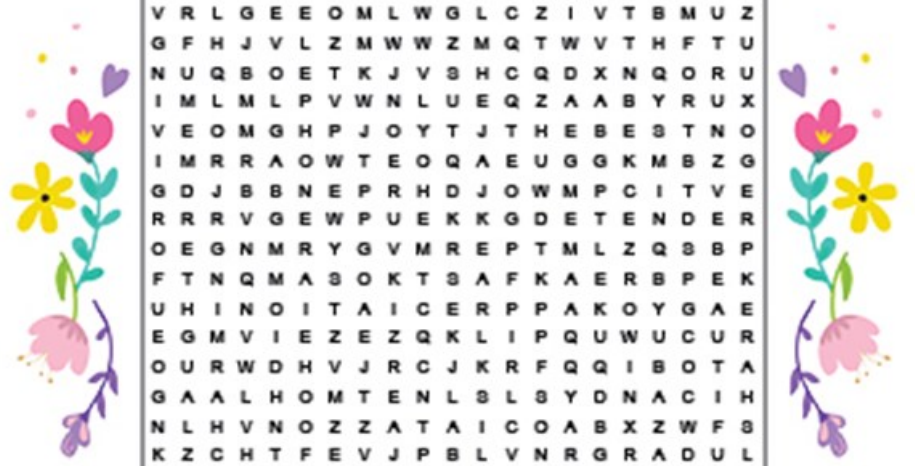 V R L G E E O M L W G L C Z I V T B M U Z
G F H J V L Z M W W Z M Q T W V T H F T U
N U Q B O E T K J V S H C Q D X N Q O R U
I M L M L P V W N L U E Q Z A A B Y R U X
V E O M G H P J O Y T J T H E B E S T N O
I M R R A O W T E O Q A E U G G K M B Z G
G D J B B N E P R H D J O W M P C I T V E
R R R V G E W P U E K K G D E T E N D E R
O E G N M R Y G V M R E P T M L Z Q S B P
F T N Q M A S O K T S A F K A E R B P E K
U H I N O I T A I C E R P P A K O Y G A E
E G M V I E Z E Z Q K L I P Q U W U C U R
O U R W D H V J R C J K R F Q Q I B O T A
G A A L H O M T E N L S L S Y D N A C I H
N L H V N O Z Z A T A I C O A B X Z W F S
K Z C H T F E V J P B L V N R G R A D U L